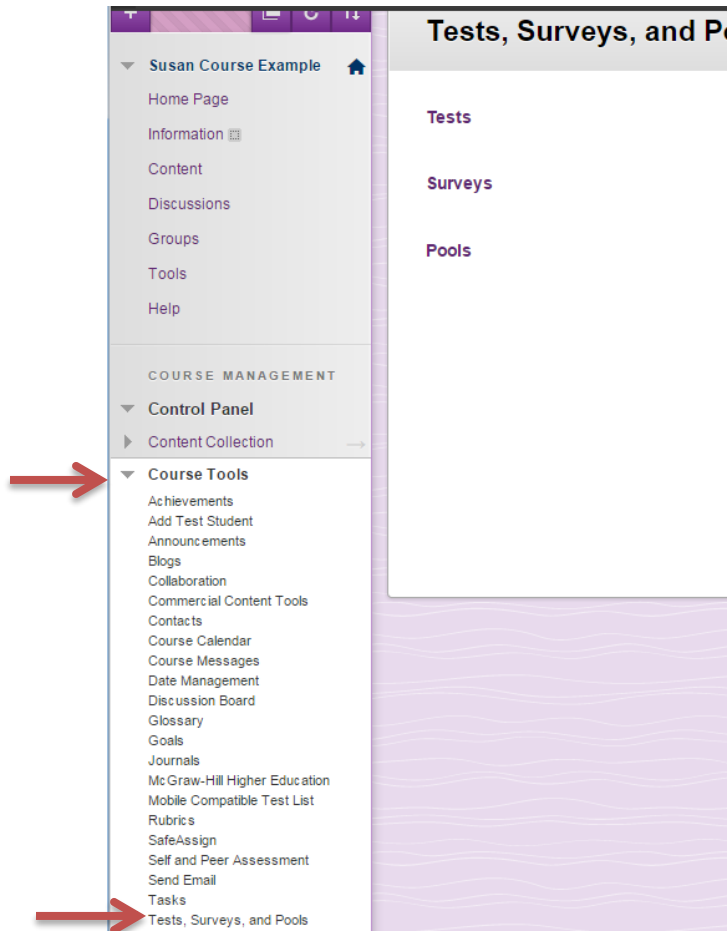 Susan Course Example
Home Page
Information
Content
Discussions
Groups
Tools
Help
COURSE MANAGEMENT
Control Panel
Content Collection
Course Tools
Achievements
Add Test Student
Announcements
Blogs
Collaboration
Commercial Content Tools
Contacts
Course Calendar
Course Messages
Date Management
Discussion Board
Glossary
Goals
Journals
McGraw-Hill Higher Education
Mobile Compatible Test List
Rubrics
SafeAssign
Self and Peer Assessment
Send Email
Tasks
Tests, Surveys, and Pools
Tests, Surveys, and Po
Tests
Surveys
Pools